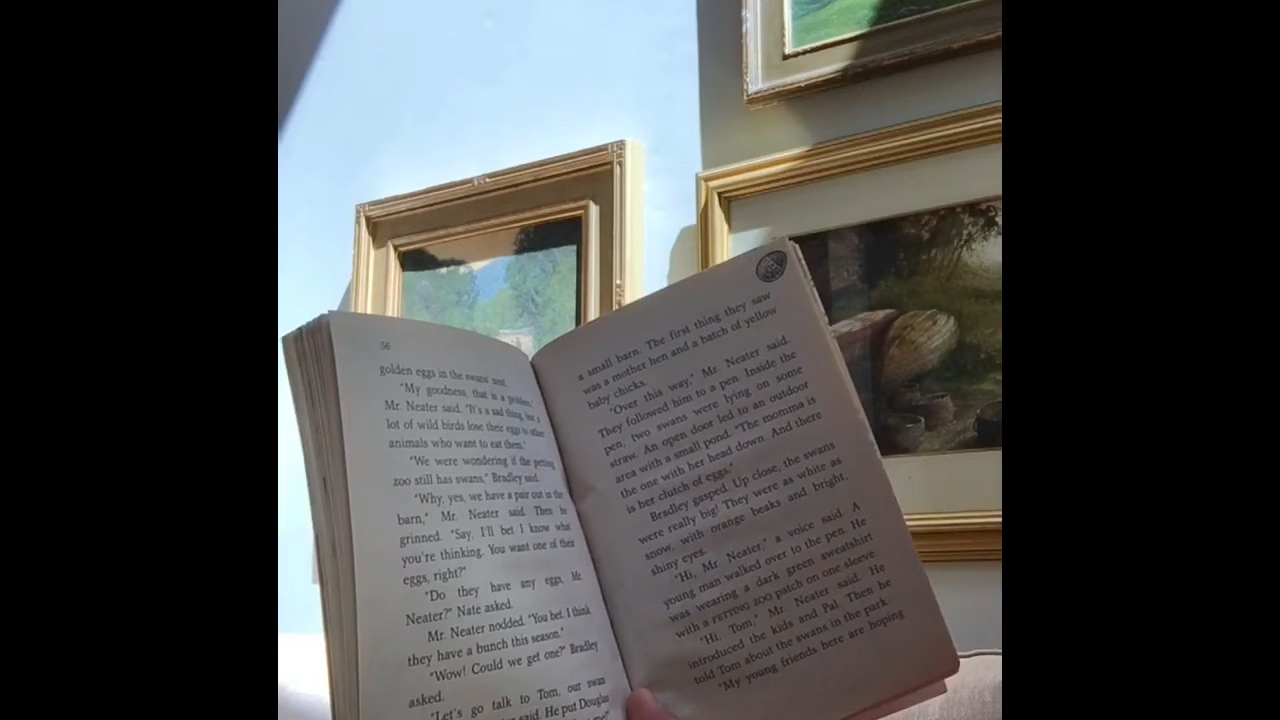 56
golden eggs in the swans' nest.
"My goodness, that is a problem,"
Mr. Neater said. "It's a sad thing, but a
lot of wild birds lose their eggs to other
animals who want to eat them."
"We were wondering if the petting
zoo still has swans," Bradley said.
"Why, yes, we have a pair out in the
barn," Mr. Neater said. Then he
grinned. "Say, I'll bet I know what
you're thinking. You want one of their
eggs, right?"
"Do they have any eggs, Mr.
Neater?" Nate asked.
Mr. Neater nodded. "You bet. I think
they have a bunch this season."
"Wow! Could we get one?" Bradley
asked.
"Let's go talk to Tom, our swan
said. He put Douglas
a small barn. The first thing they saw
was a mother hen and a batch of yellow
baby chicks.
"Over this way," Mr. Neater said.
They followed him to a pen. Inside the
pen, two swans were lying on some
straw. An open door led to an outdoor
area with a small pond. "The momma is
the one with her head down. And there
is her clutch of eggs."
Bradley gasped. Up close, the swans
were really big! They were as white as
snow, with orange beaks and bright,
shiny eyes.
"Hi, Mr. Neater," a voice said. A
young man walked over to the pen. He
was wearing a dark green sweatshirt
with a PETTING ZOO patch on one sleeve.
"Hi, Tom," Mr. Neater said. He
introduced the kids and Pal. Then he
told Tom about the swans in the park.
"My young friends here are hoping